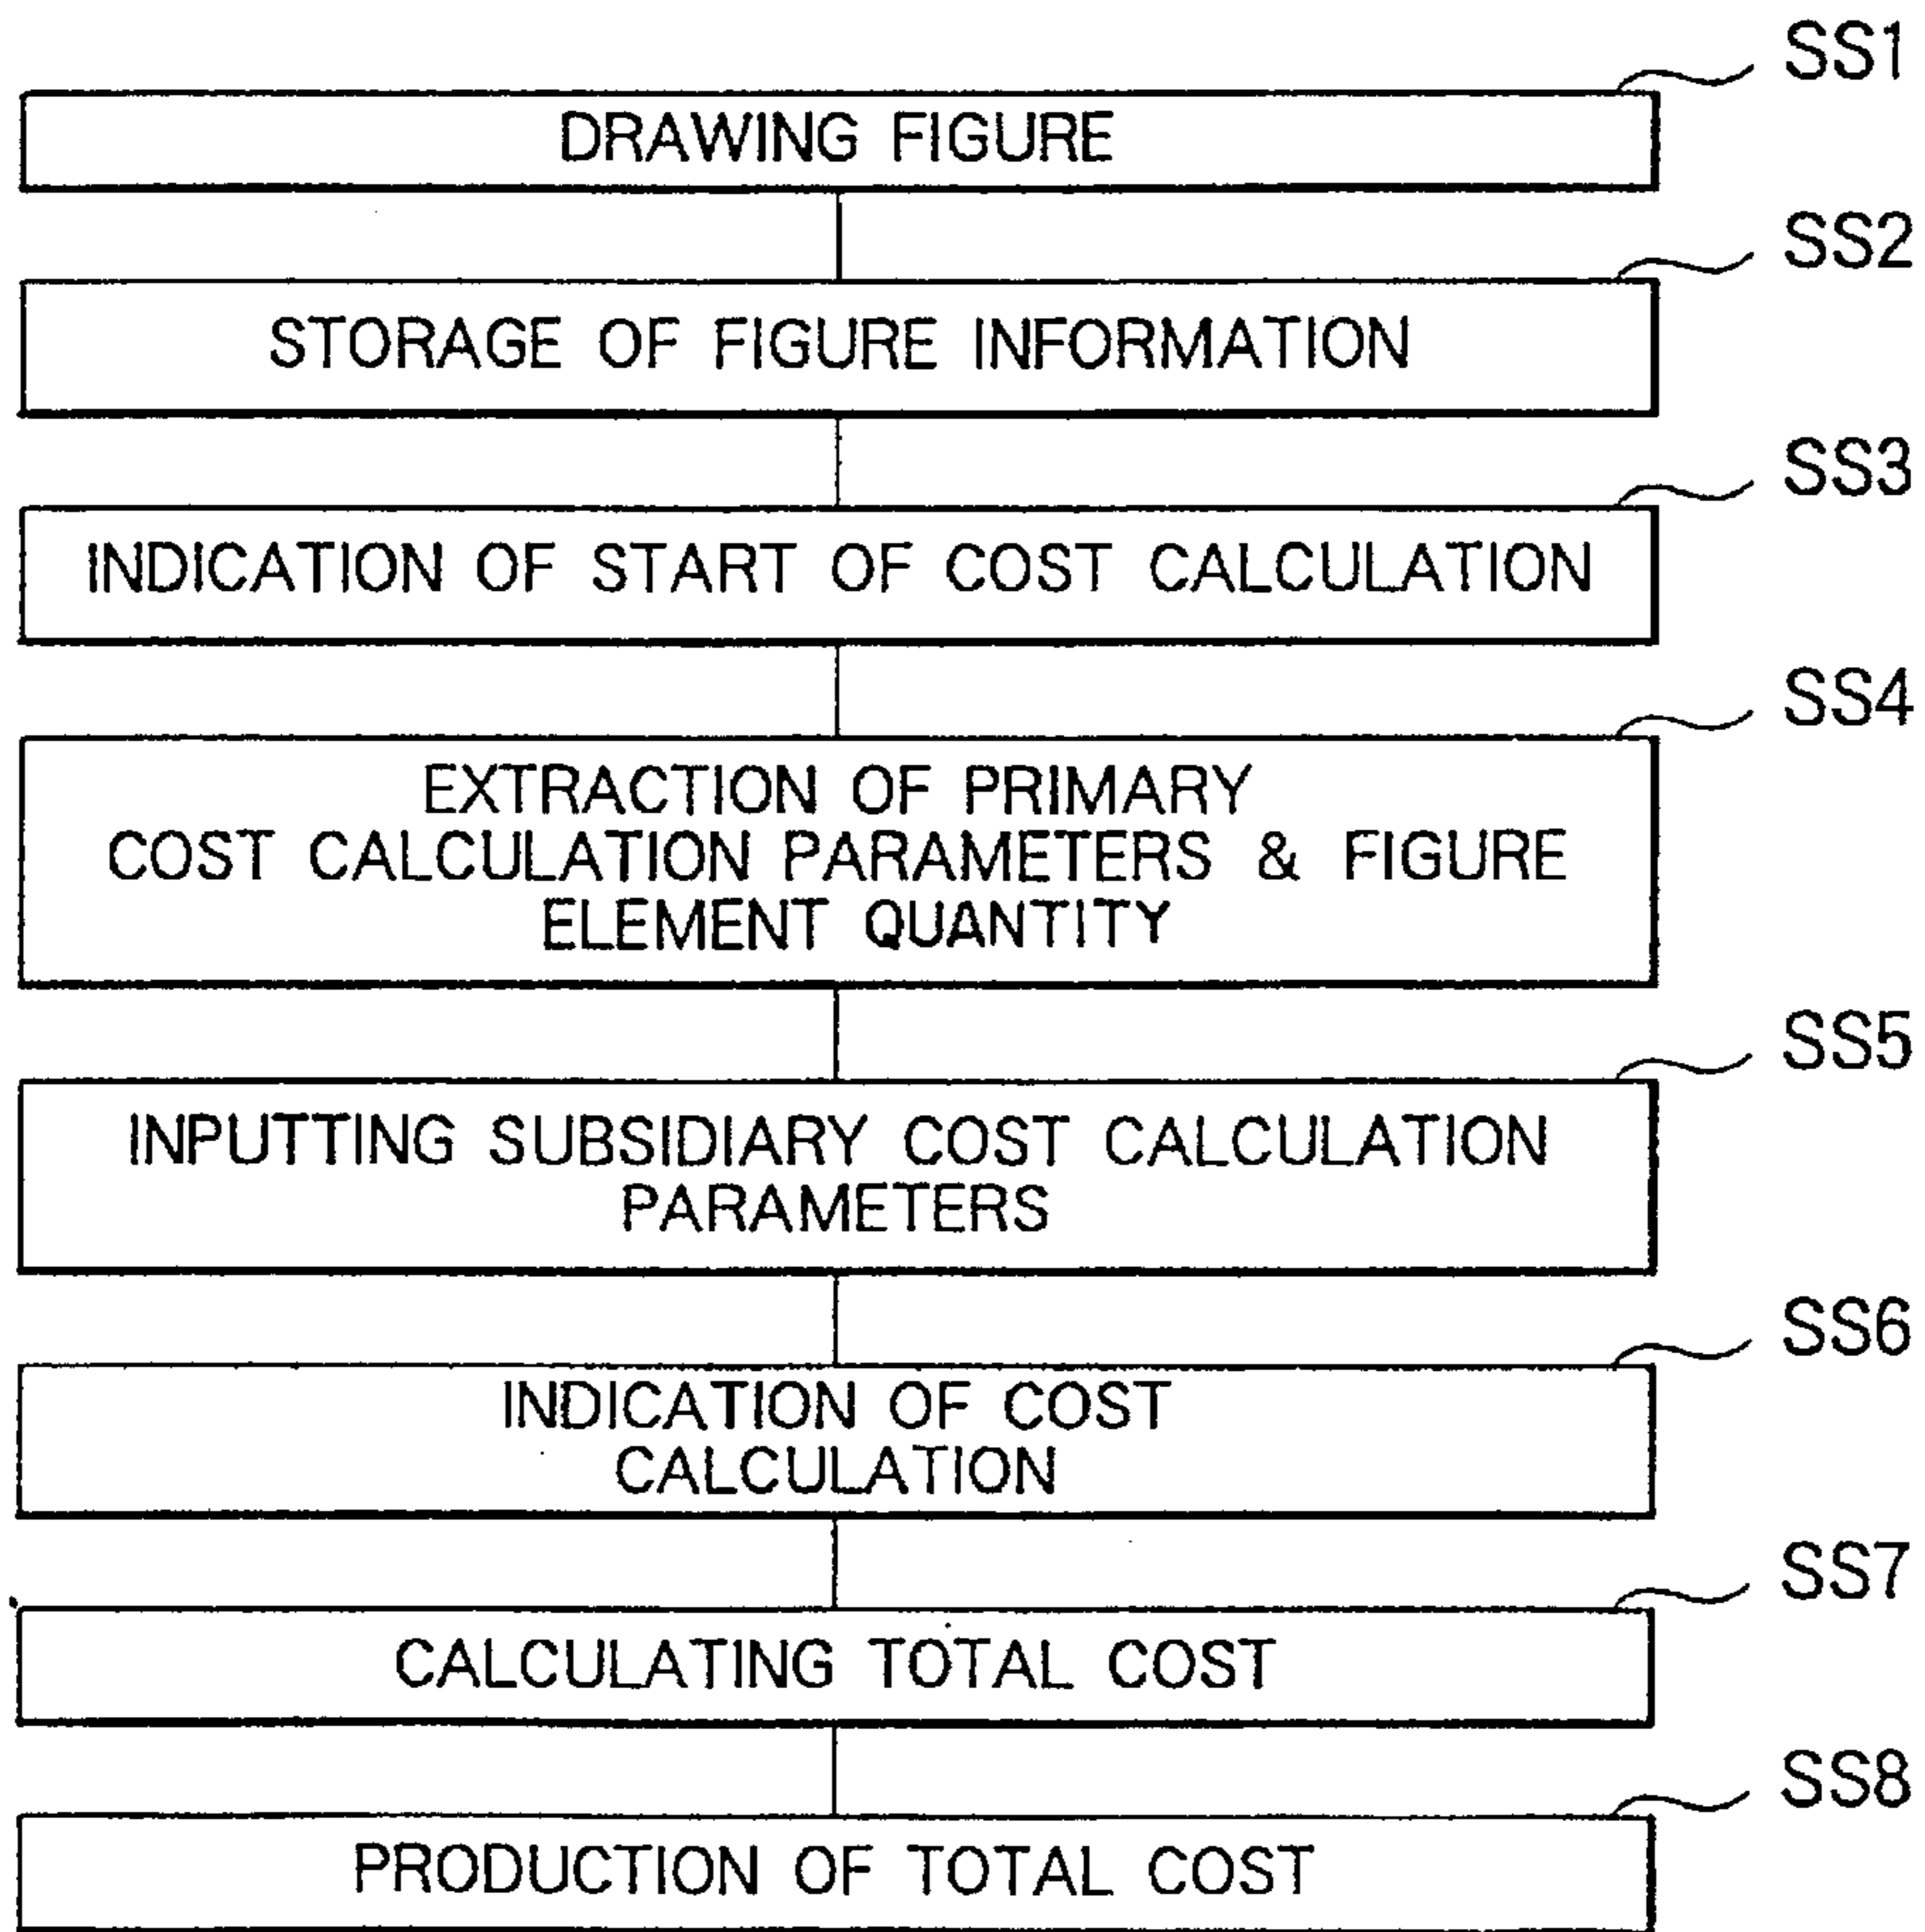 SS1
DRAWING FIGURE
SS2
STORAGE OF FIGURE INFORMATION
SS3
INDICATION OF START OF COST CALCULATION
SS4
EXTRACTION OF PRIMARY
COST CALCULATION PARAMETERS & FIGURE
ELEMENT QUANTITY
SS5
INPUTTING SUBSIDIARY COST CALCULATION
PARAMETERS
SS6
INDICATION OF COST
CALCULATION
SS7
CALCULATING TOTAL COST
SS8
PRODUCTION OF TOTAL COST